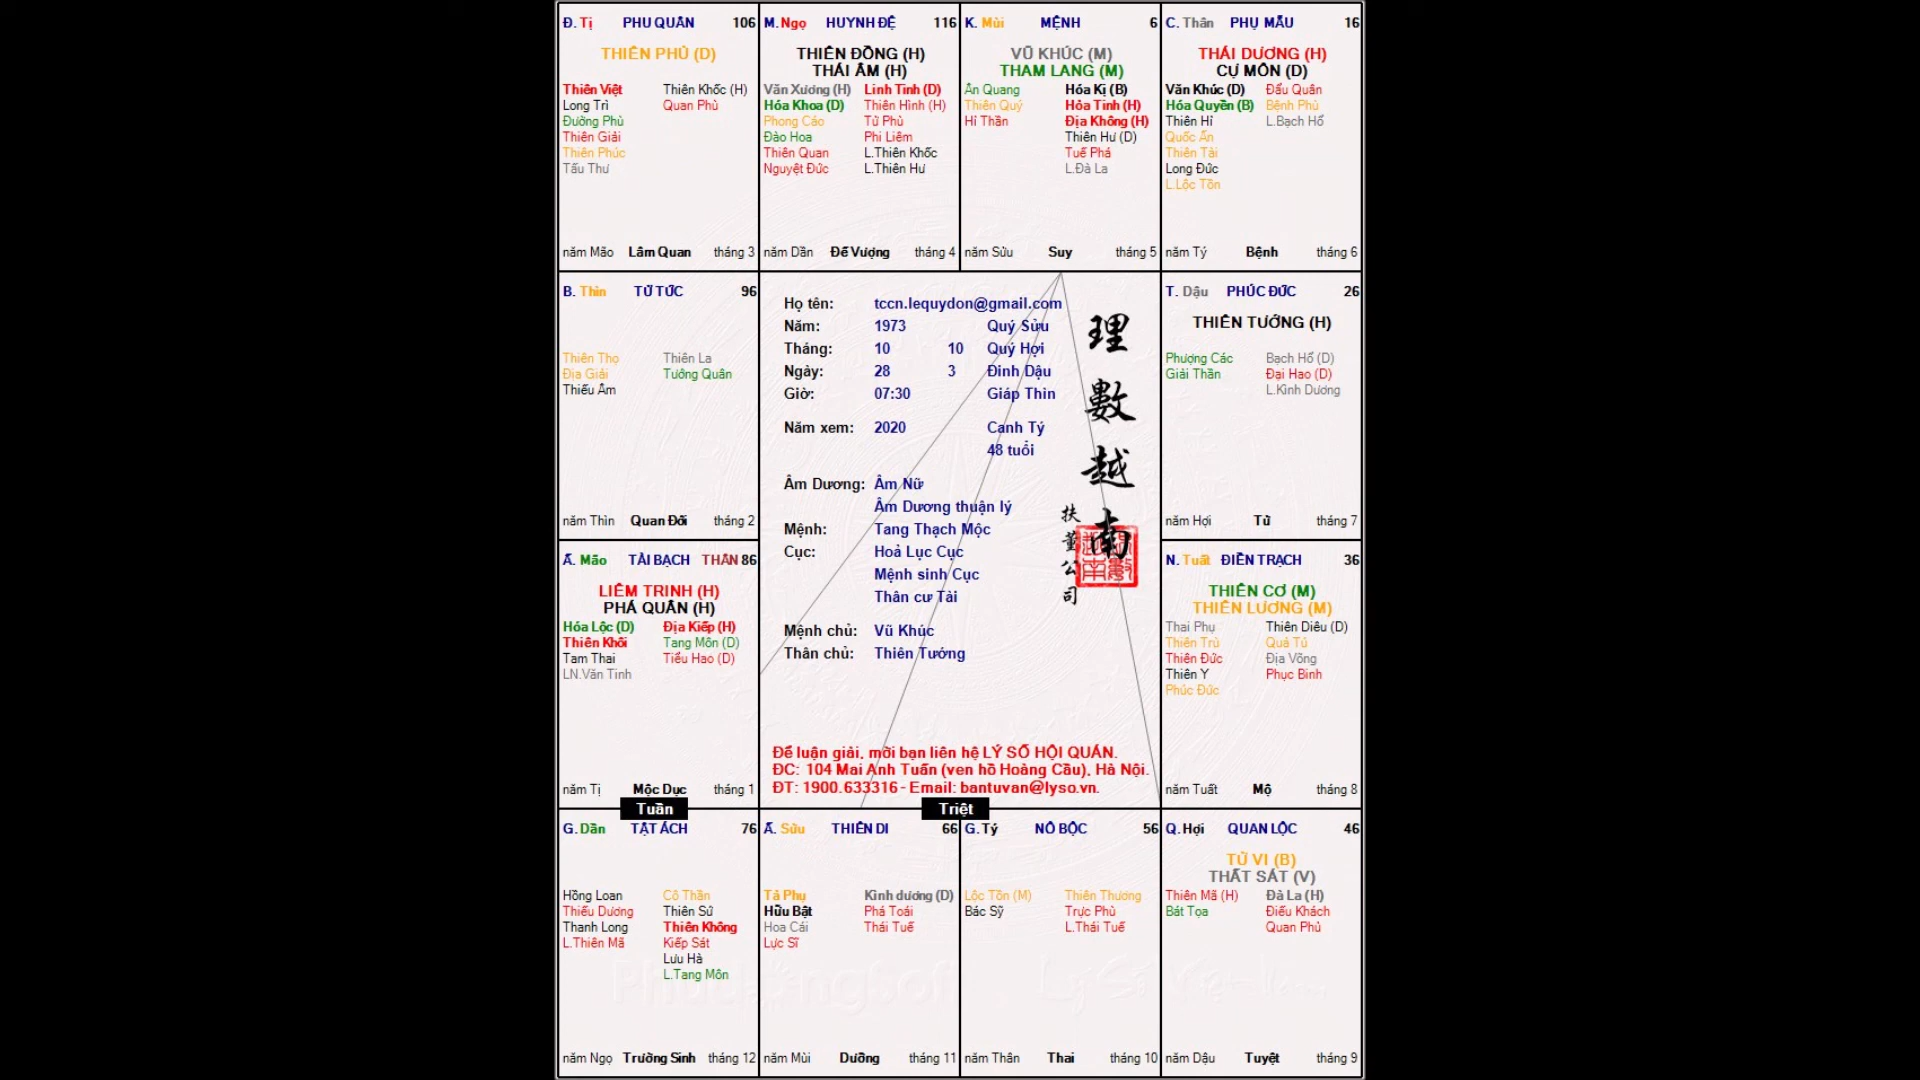 Đ. Tị PHU QUÂN 106
THIÊN PHỦ (D)
Thiên Việt Thiên Khốc (H)
Long Trì Quan Phù
Đường Phù
Thiên Giải
Thiên Phúc
Tấu Thư
năm Mão Lâm Quan tháng 3
M. Ngọ HUYNH ĐỆ 116
THIÊN ĐỒNG (H)
THÁI ÂM (H)
Văn Xương (H) Linh Tinh (D)
Hóa Khoa (D) Thiên Hình (H)
Phong Cáo Tử Phù
Đào Hoa Phi Liêm
Thiên Quan L.Thiên Khốc
Nguyệt Đức L.Thiên Hư
năm Dần Đế Vượng tháng 4
K. Mùi MỆNH 6
VŨ KHÚC (M)
THAM LANG (M)
Ân Quang Hóa Kị (B)
Thiên Quý Hỏa Tinh (H)
Hỉ Thần Địa Không (H)
Thiên Hư (D)
Tuế Phá
L.Đà La
năm Sửu Suy tháng 5
C. Thân PHỤ MẪU 16
THÁI DƯƠNG (H)
CỰ MÔN (D)
Văn Khúc (D) Đẩu Quân
Hóa Quyền (B) Bệnh Phù
Thiên Hỉ L.Bạch Hổ
Quốc Ấn
Thiên Tài
Long Đức
L.Lộc Tồn
năm Tý Bệnh tháng 6
B. Thìn TỬ TỨC 96
Thiên Thọ Thiên La
Địa Giải Tướng Quân
Thiếu Âm
năm Thìn Quan Đới tháng 2
Họ tên: tccn.lequydon@gmail.com
Năm: 1973 Quý Sửu
Tháng: 10 10 Quý Hợi
Ngày: 28 3 Đinh Dậu
Giờ: 07:30 Giáp Thìn
Năm xem: 2020 Canh Tý
48 tuổi
Âm Dương: Âm Nữ
Âm Dương thuận lý
Mệnh: Tang Thạch Mộc
Cục: Hoả Lục Cục
Mệnh sinh Cục
Thân cư Tài
Mệnh chủ: Vũ Khúc
Thân chủ: Thiên Tướng
理數越南
扶董公司
Để luận giải, mời bạn liên hệ LÝ SỐ HỘI QUÁN.
ĐC: 104 Mai Anh Tuấn (ven hồ Hoàng Cầu), Hà Nội.
ĐT: 1900.633316 - Email: bantuvan@lyso.vn.
T. Dậu PHÚC ĐỨC 26
THIÊN TƯỚNG (H)
Phượng Các Bạch Hổ (D)
Giải Thần Đại Hao (D)
L.Kình Dương
năm Hợi Tử tháng 7
Ấ. Mão TÀI BẠCH THÂN 86
LIÊM TRINH (H)
PHÁ QUÂN (H)
Hóa Lộc (D) Địa Kiếp (H)
Thiên Khôi Tang Môn (D)
Tam Thai Tiểu Hao (D)
LN.Văn Tinh
năm Tị Mộc Dục tháng 1
N. Tuất ĐIỀN TRẠCH 36
THIÊN CƠ (M)
THIÊN LƯƠNG (M)
Thai Phụ Thiên Diêu (D)
Thiên Trù Quả Tú
Thiên Đức Địa Võng
Thiên Y Phục Binh
Phúc Đức
năm Tuất Mộ tháng 8
Tuần
Triệt
G. Dần TẬT ÁCH 76
Hồng Loan Cô Thần
Thiếu Dương Thiên Sứ
Thanh Long Thiên Không
L.Thiên Mã Kiếp Sát
Lưu Hà
L.Tang Môn
năm Ngọ Trường Sinh tháng 12
Ấ. Sửu THIÊN DI 66
Tả Phụ Kình dương (D)
Hữu Bật Phá Toái
Hoa Cái Thái Tuế
Lực Sĩ
năm Mùi Dưỡng tháng 11
G. Tý NÔ BỘC 56
Lộc Tồn (M) Thiên Thương
Bác Sỹ Trực Phù
L.Thái Tuế
năm Thân Thai tháng 10
Q. Hợi QUAN LỘC 46
TỬ VI (B)
THẤT SÁT (V)
Thiên Mã (H) Đà La (H)
Bát Tọa Điếu Khách
Quan Phủ
năm Dậu Tuyệt tháng 9